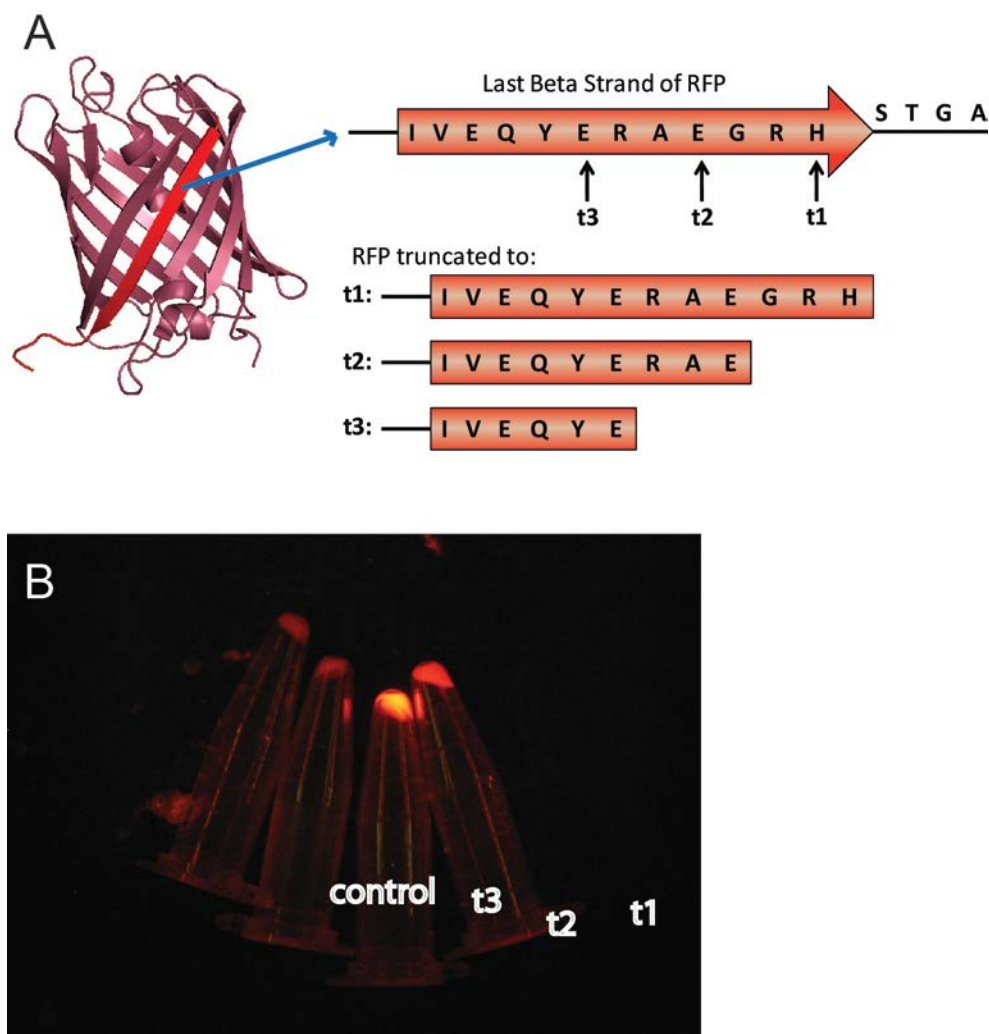 A
Last Beta Strand of RFP
I V E Q Y E R A E G R H
S T G A
t3 t2 t1
RFP truncated to:
t1: I V E Q Y E R A E G R H
t2: I V E Q Y E R A E
t3: I V E Q Y E
B
control t3 t2 t1